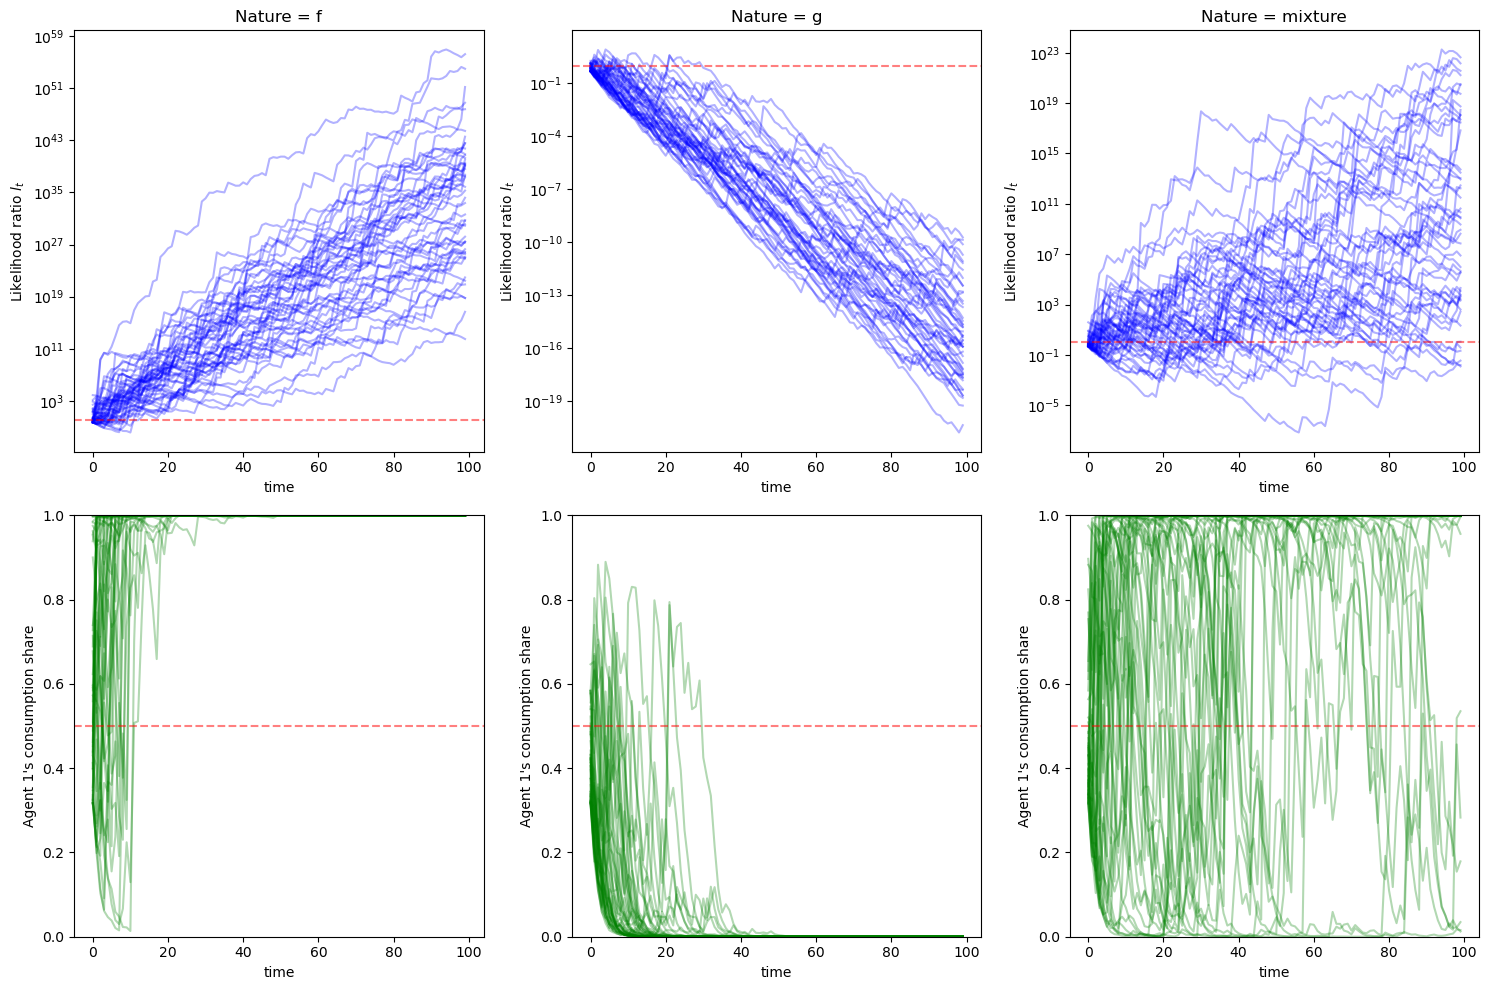 Nature = f
Nature = g
Nature = mixture
Likelihood ratio l_t
10^59
10^51
10^43
10^35
10^27
10^19
10^11
10^3
0 20 40 60 80 100
time
Likelihood ratio l_t
10^−1
10^−4
10^−7
10^−10
10^−13
10^−16
10^−19
0 20 40 60 80 100
time
Likelihood ratio l_t
10^23
10^19
10^15
10^11
10^7
10^3
10^−1
10^−5
0 20 40 60 80 100
time
Agent 1's consumption share
1.0
0.8
0.6
0.4
0.2
0.0
0 20 40 60 80 100
time
Agent 1's consumption share
1.0
0.8
0.6
0.4
0.2
0.0
0 20 40 60 80 100
time
Agent 1's consumption share
1.0
0.8
0.6
0.4
0.2
0.0
0 20 40 60 80 100
time